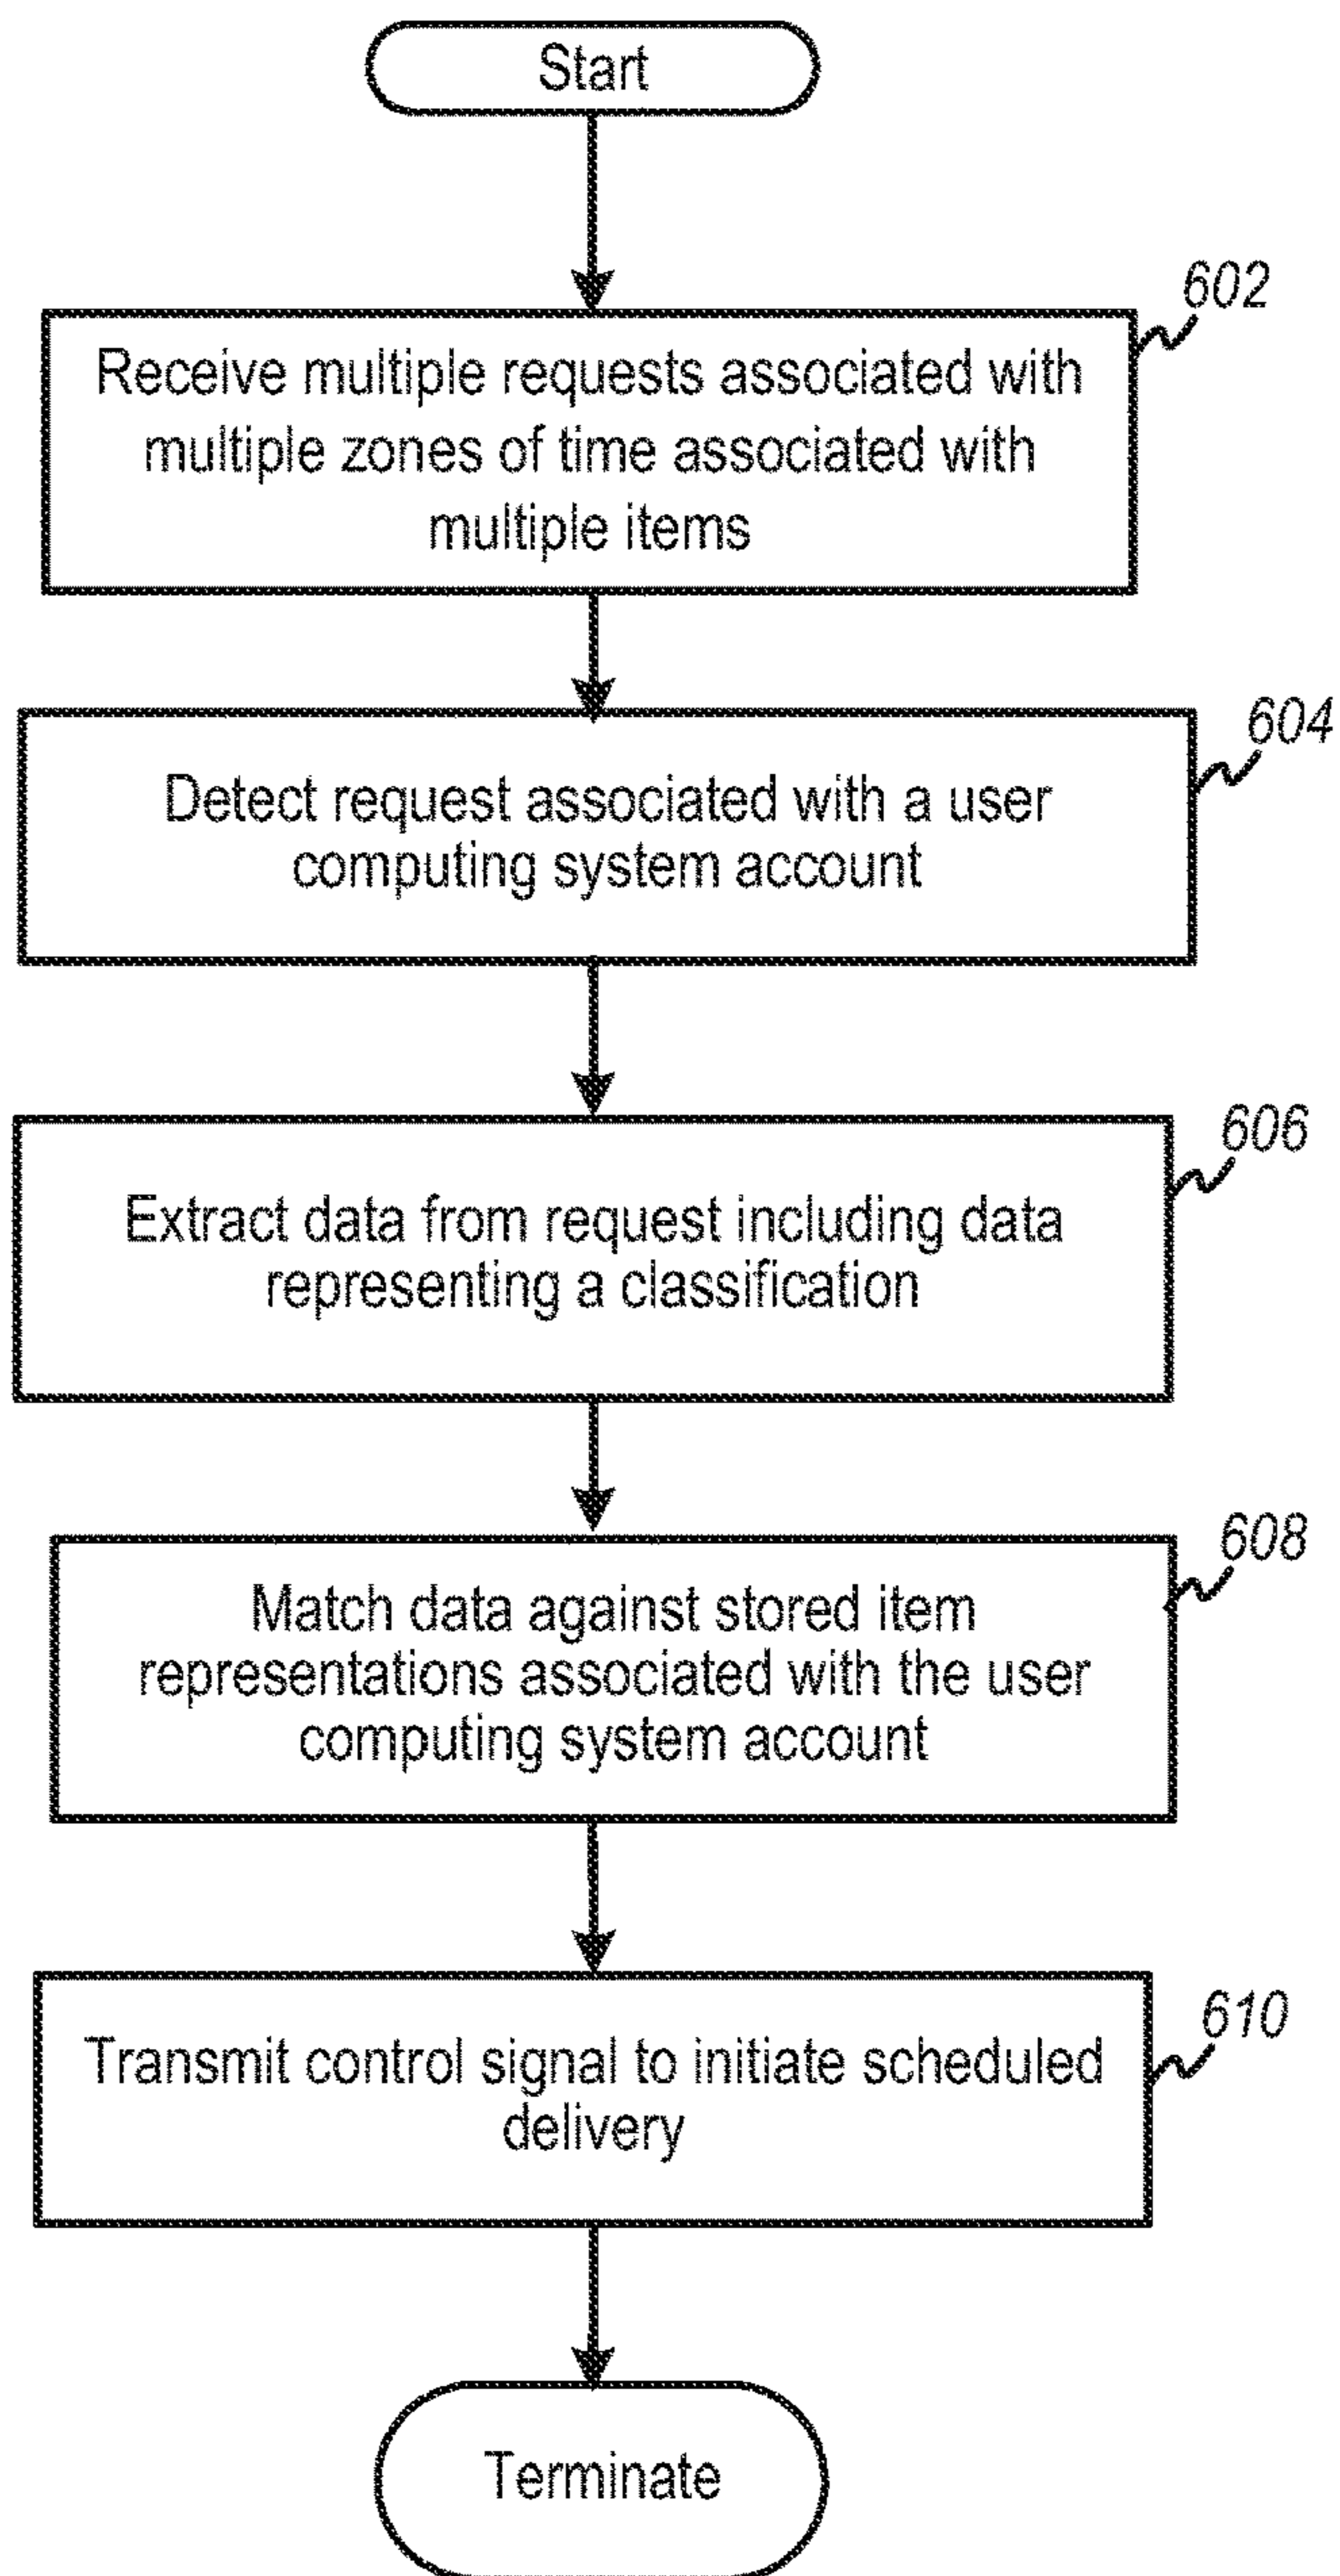 Start
602
Receive multiple requests associated with
multiple zones of time associated with
multiple items
604
Detect request associated with a user
computing system account
606
Extract data from request including data
representing a classification
608
Match data against stored item
representations associated with the user
computing system account
610
Transmit control signal to initiate scheduled
delivery
Terminate